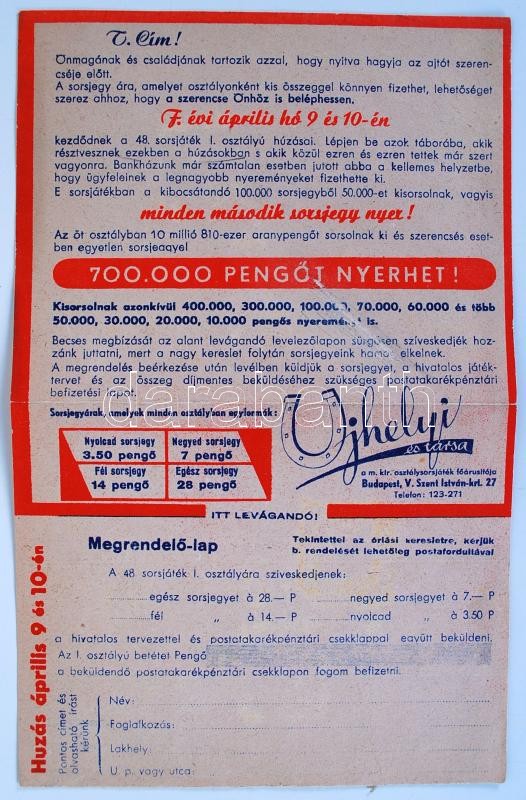 T. Cím!
Önmagának és családjának tartozik azzal, hogy nyitva hagyja az ajtót szeren-
cséje előtt.
A sorsjegy ára, amelyet osztályonként kis összeggel könnyen fizethet, lehetőséget
szerez ahhoz, hogy a szerencse Önhöz is beléphessen.
F. évi április hó 9 és 10-én
kezdődnek a 48. sorsjáték I. osztályú húzásai. Lépjen be azok táborába, akik
résztvesznek ezekben a húzásokban s akik közül ezren és ezren tettek már szert
vagyonra. Bankházunk már számtalan esetben jutott abba a kellemes helyzetbe,
hogy ügyfeleinek a legnagyobb nyereményeket fizethette ki.
E sorsjátékban a kibocsátandó 100.000 sorsjegyből 50.000-et kisorsolnak, vagyis
minden második sorsjegy nyer!
Az öt osztályban 10 millió 810-ezer aranypengőt sorsolnak ki és szerencsés eset-
ben egyetlen sorsjeggyel
700.000 PENGŐT NYERHET!
Kisorsolnak azonkívül 400.000, 300.000, 100.000, 70.000, 60.000 és több
50.000, 30.000, 20.000, 10.000 pengős nyereményt is.
Becses megbízását az alant levágandó levelezőlapon sürgősen szíveskedjék hoz-
zánk juttatni, mert a nagy kereslet folytán sorsjegyeink hamar elkelnek.
A megrendelés beérkezése után levélben küldjük a sorsjegyet, a hivatalos játék-
tervet és az összeg díjmentes beküldéséhez szükséges postatakarékpénztári
befizetési lapot.
darabanth
Sorsjegyárak, amelyek minden osztályban egyformák:
Nyolcad sorsjegy
3.50 pengő
Negyed sorsjegy
7 pengő
Fél sorsjegy
14 pengő
Egész sorsjegy
28 pengő
Ujhelyi
és társa
a m. kir. osztálysorsjáték főárusítója
Budapest, V. Szent István-krt. 27
Telefon: 123-271
ITT LEVÁGANDÓ!
Huzás április 9 és 10-én
Megrendelő-lap
Tekintettel az óriási keresletre, kérjük
b. rendelését lehetőleg postafordultával
A 48. sorsjáték I. osztályára szíveskedjenek:
egész sorsjegyet à 28.— P negyed sorsjegyet à 7.— P
fél „ à 14.— P nyolcad „ à 3.50 P
a hivatalos tervezettel és postatakarékpénztári csekklappal együtt beküldeni.
Az I. osztályú betétet Pengő
a beküldendő postatakarékpénztári csekklapon fogom befizetni.
Pontos címet és
olvasható írást
kérünk
Név:
Foglalkozás:
Lakhely:
U. p. vagy utca: